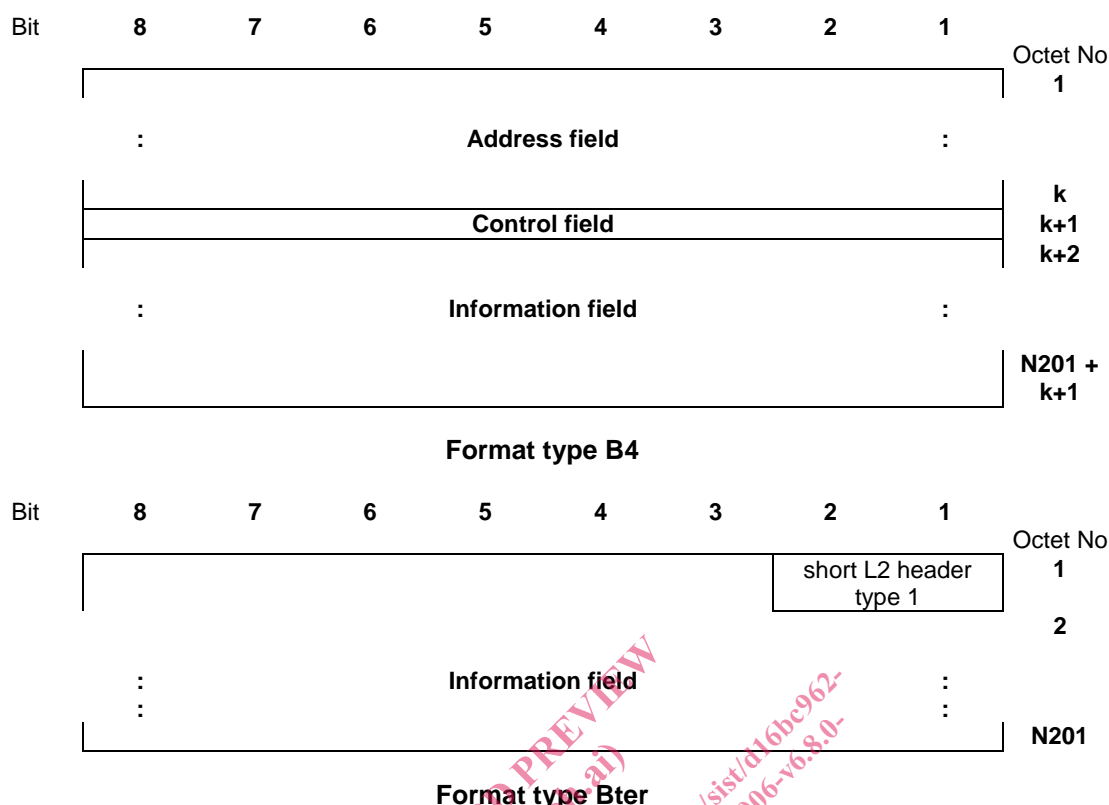 Bit 8 7 6 5 4 3 2 1
Octet No
1
: Address field :
k
Control field k+1
k+2
: Information field :
N201 +
k+1
Format type B4
Bit 8 7 6 5 4 3 2 1
Octet No
short L2 header 1
type 1
2
: Information field :
: :
N201
Format type Bter